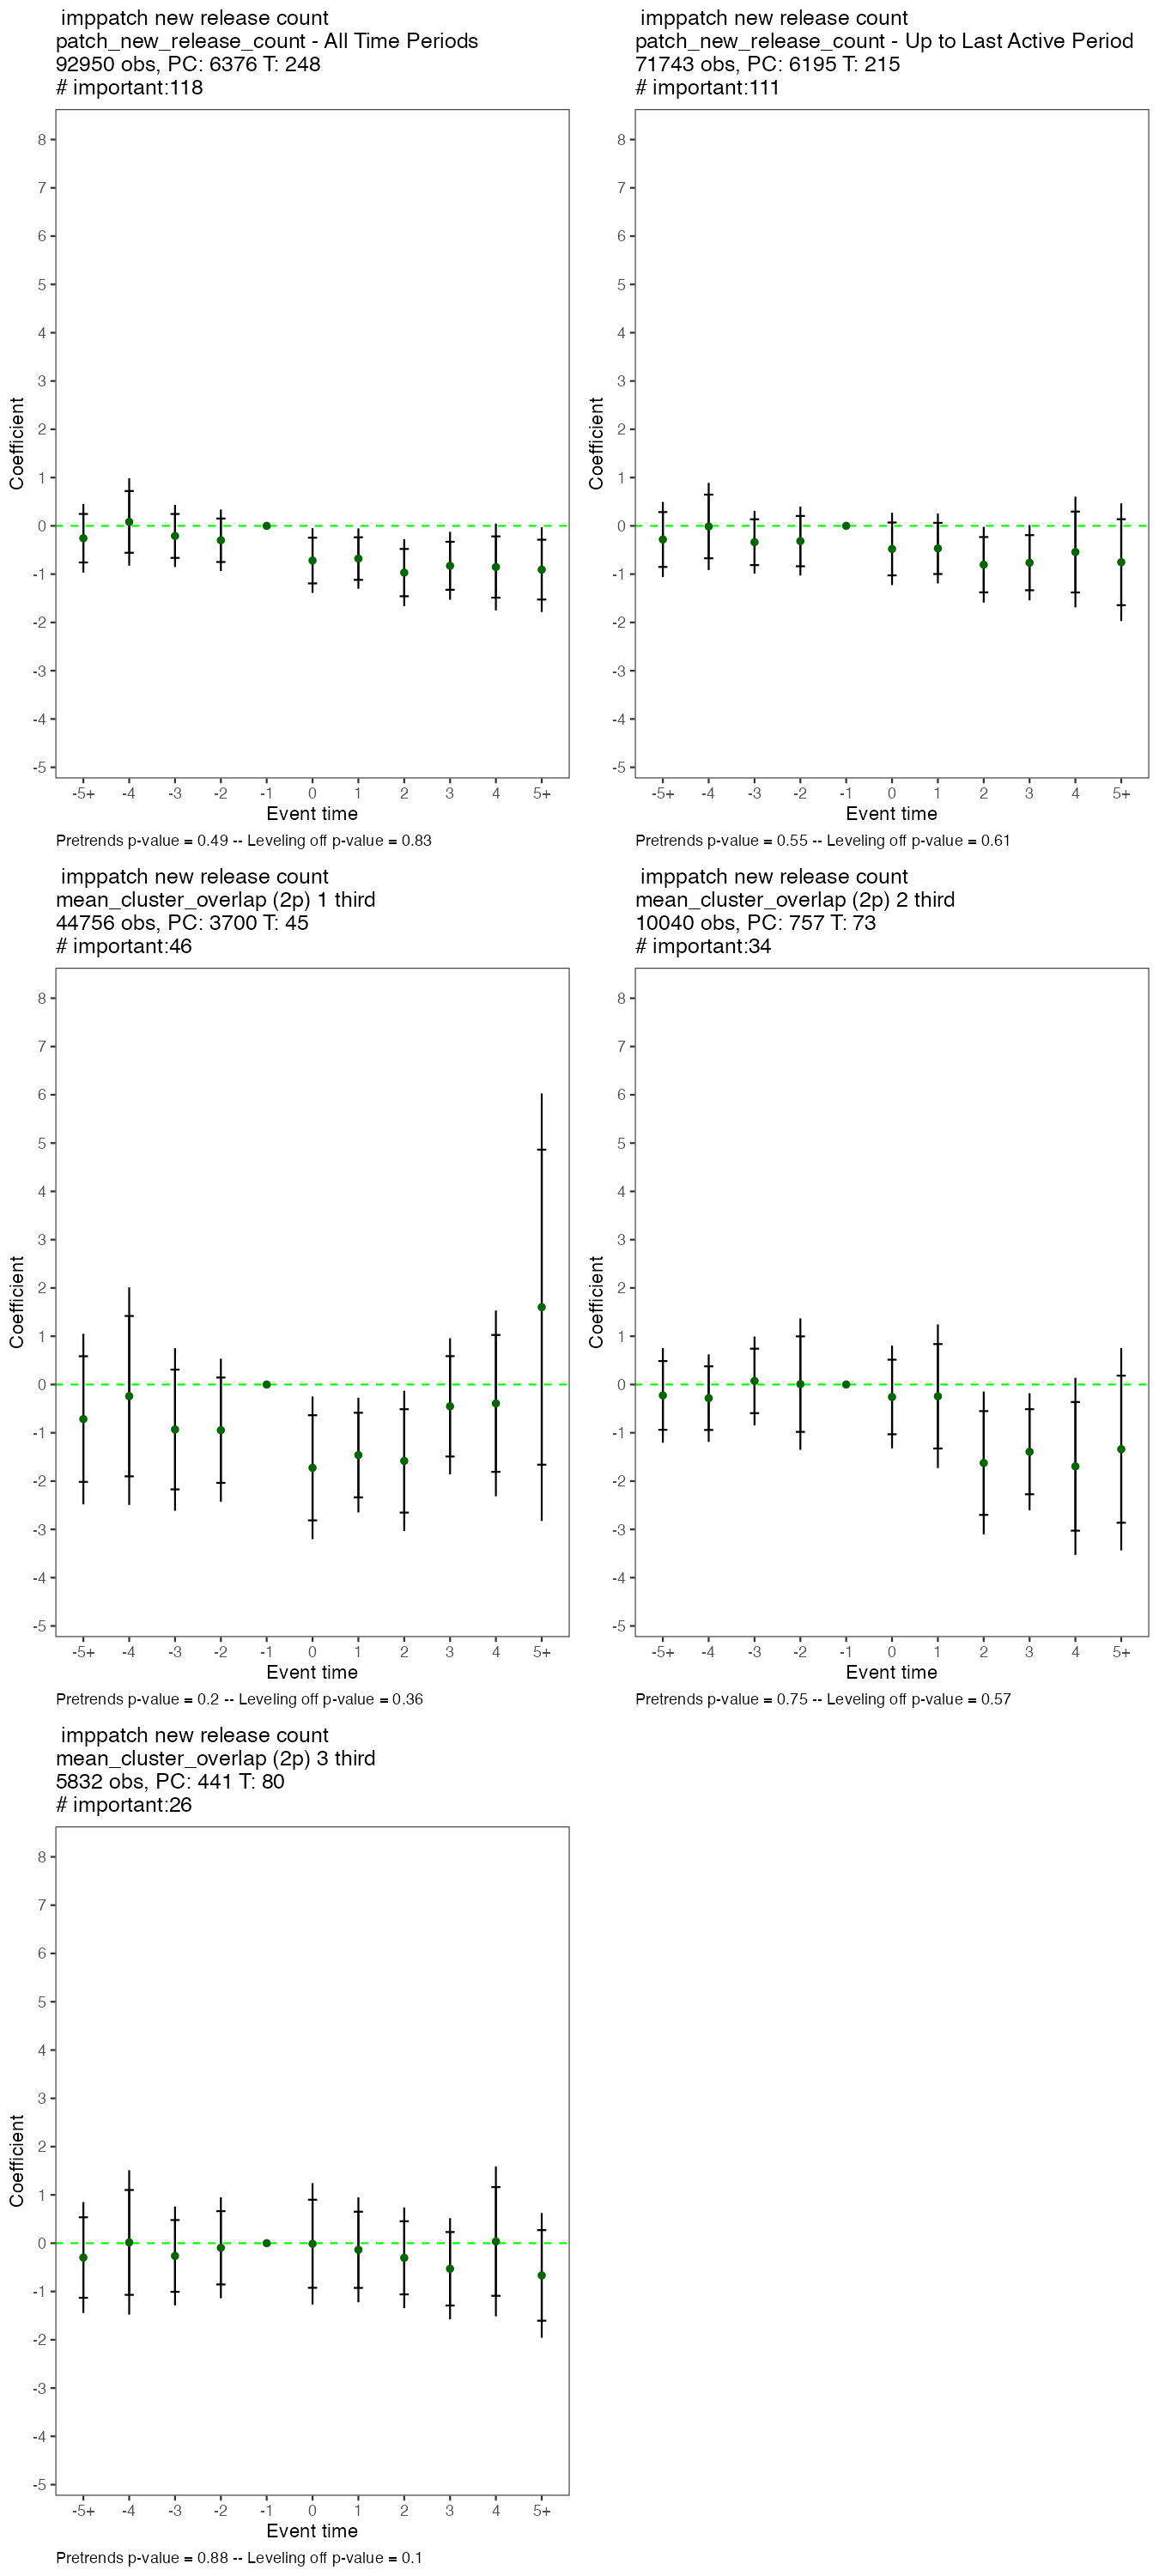 imppatch new release count
patch_new_release_count - All Time Periods
92950 obs, PC: 6376 T: 248
# important:118
8
7
6
5
4
3
2
1
0
-1
-2
-3
-4
-5
Coefficient
-5+ -4 -3 -2 -1 0 1 2 3 4 5+
Event time
Pretrends p-value = 0.49 -- Leveling off p-value = 0.83
imppatch new release count
patch_new_release_count - Up to Last Active Period
71743 obs, PC: 6195 T: 215
# important:111
8
7
6
5
4
3
2
1
0
-1
-2
-3
-4
-5
Coefficient
-5+ -4 -3 -2 -1 0 1 2 3 4 5+
Event time
Pretrends p-value = 0.55 -- Leveling off p-value = 0.61
imppatch new release count
mean_cluster_overlap (2p) 1 third
44756 obs, PC: 3700 T: 45
# important:46
8
7
6
5
4
3
2
1
0
-1
-2
-3
-4
-5
Coefficient
-5+ -4 -3 -2 -1 0 1 2 3 4 5+
Event time
Pretrends p-value = 0.2 -- Leveling off p-value = 0.36
imppatch new release count
mean_cluster_overlap (2p) 2 third
10040 obs, PC: 757 T: 73
# important:34
8
7
6
5
4
3
2
1
0
-1
-2
-3
-4
-5
Coefficient
-5+ -4 -3 -2 -1 0 1 2 3 4 5+
Event time
Pretrends p-value = 0.75 -- Leveling off p-value = 0.57
imppatch new release count
mean_cluster_overlap (2p) 3 third
5832 obs, PC: 441 T: 80
# important:26
8
7
6
5
4
3
2
1
0
-1
-2
-3
-4
-5
Coefficient
-5+ -4 -3 -2 -1 0 1 2 3 4 5+
Event time
Pretrends p-value = 0.88 -- Leveling off p-value = 0.1